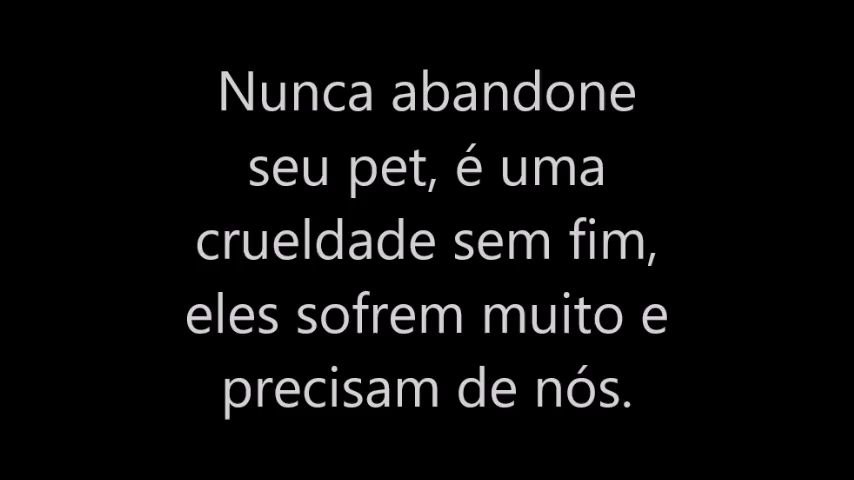 Nunca abandone
seu pet, é uma
crueldade sem fim,
eles sofrem muito e
precisam de nós.